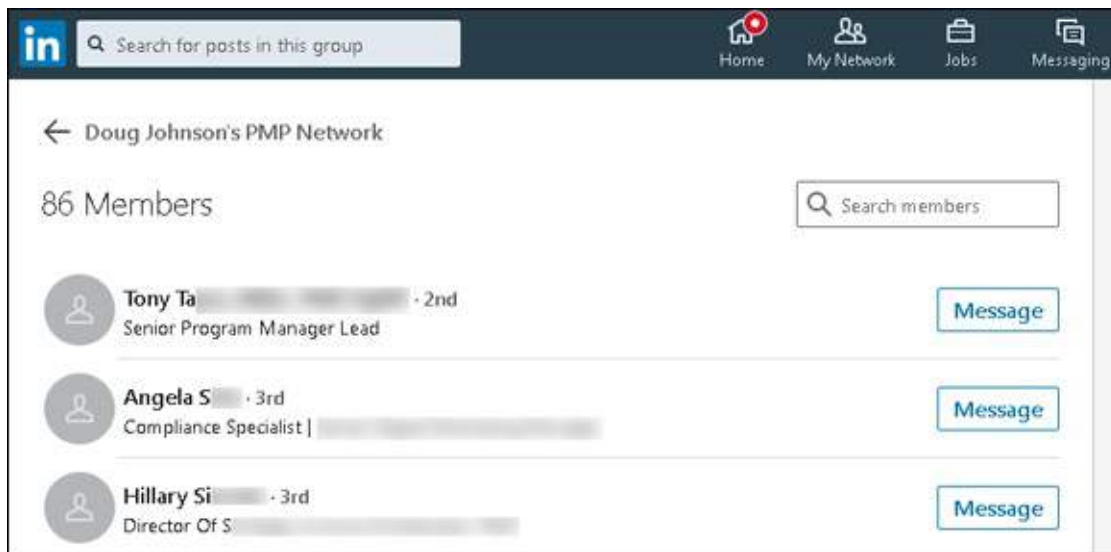 in Search for posts in this group Home My Network Jobs Messaging
Doug Johnson's PMP Network
86 Members Search members
Tony Ta · 2nd
Senior Program Manager Lead Message
Angela S · 3rd
Compliance Specialist | Message
Hillary Si · 3rd
Director Of S Message